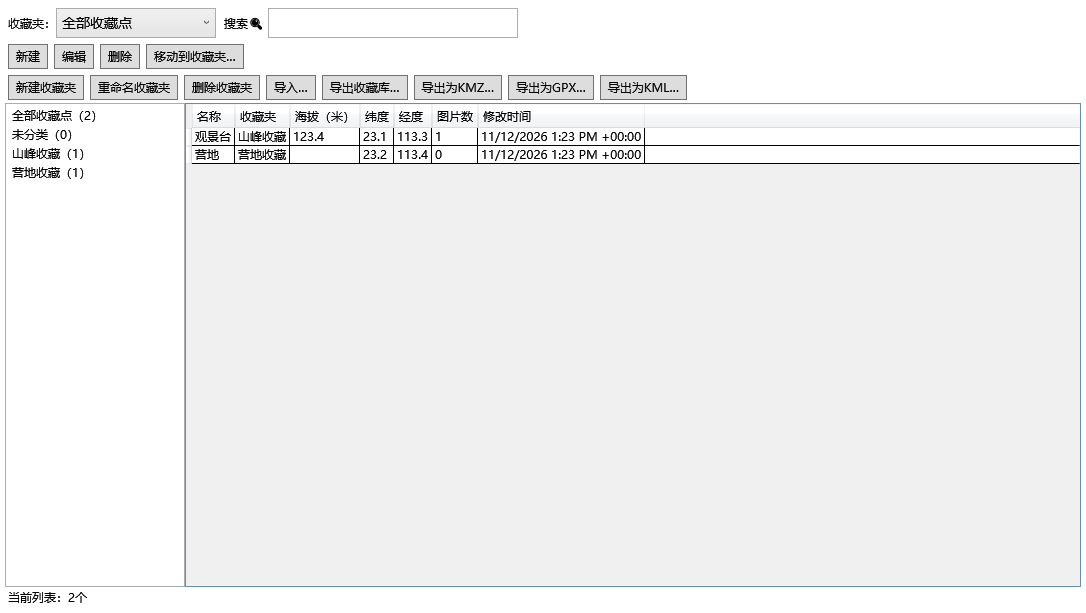 收藏夹: 全部收藏点 搜索
新建 编辑 删除 移动到收藏夹...
新建收藏夹 重命名收藏夹 删除收藏夹 导入... 导出收藏库... 导出为KMZ... 导出为GPX... 导出为KML...
全部收藏点（2）
未分类（0）
山峰收藏（1）
营地收藏（1）
名称 收藏夹 海拔（米） 纬度 经度 图片数 修改时间
观景台 山峰收藏 123.4 23.1 113.3 1 11/12/2026 1:23 PM +00:00
营地 营地收藏 23.2 113.4 0 11/12/2026 1:23 PM +00:00
当前列表：2个